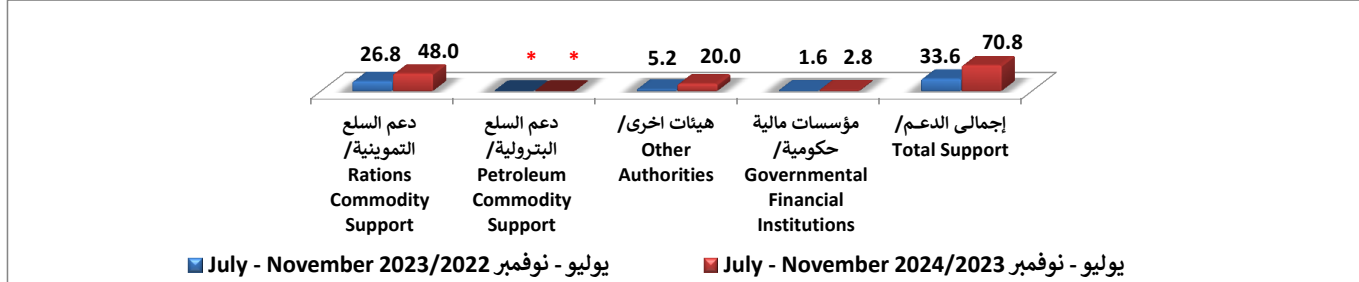 26.8 48.0 * * 5.2 20.0 1.6 2.8 33.6 70.8
دعم السلع
التموينية/
Rations
Commodity
Support
دعم السلع
البترولية/
Petroleum
Commodity
Support
هيئات اخرى/
Other
Authorities
مؤسسات مالية
حكومية/
Governmental
Financial
Institutions
إجمالى الدعـم/
Total Support
July - November 2023/2022 يوليو - نوفمبر
July - November 2024/2023 يوليو - نوفمبر